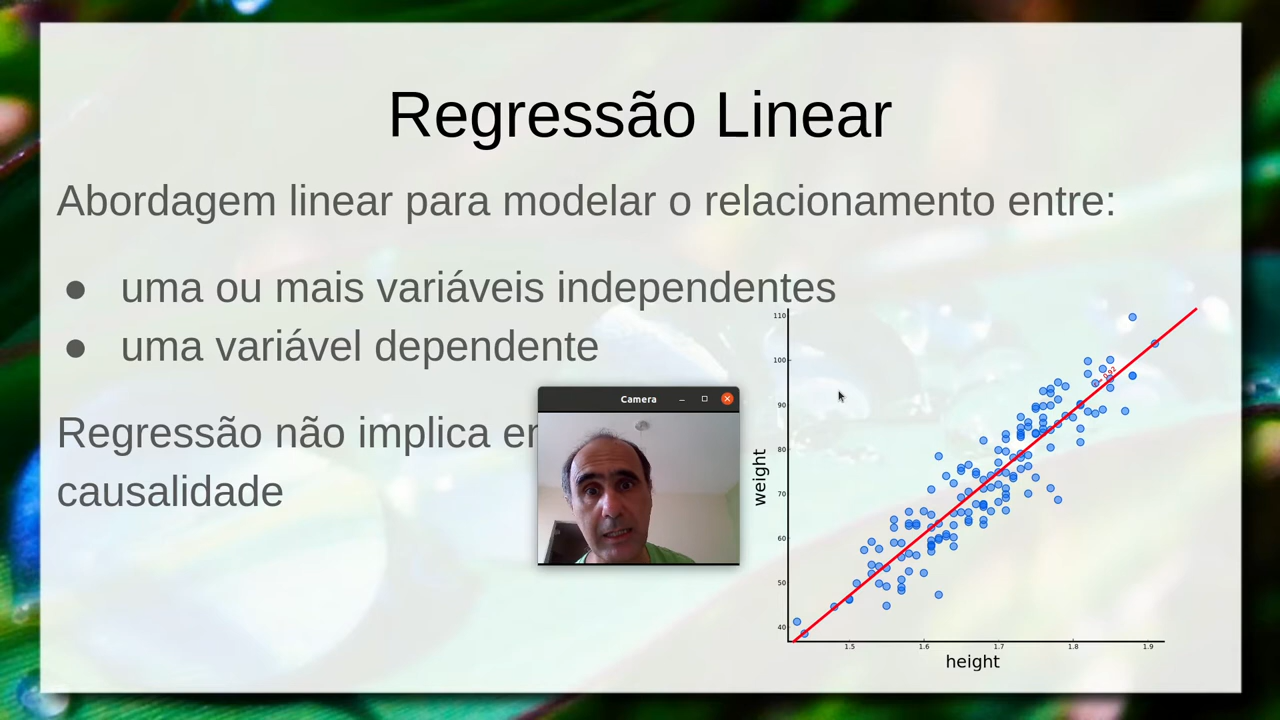 Regressão Linear
Abordagem linear para modelar o relacionamento entre:
● uma ou mais variáveis independentes
● uma variável dependente
Regressão não implica
causalidade
Camera
110
100
90
80
70
60
50
40
weight
1.5 1.6 1.7 1.8 1.9
height